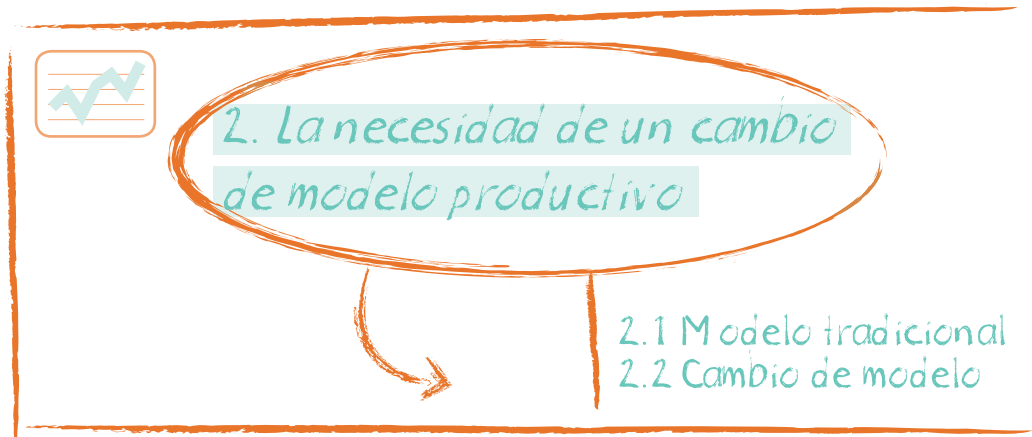 2. La necesidad de un cambio
de modelo productivo
2.1 Modelo tradicional
2.2 Cambio de modelo